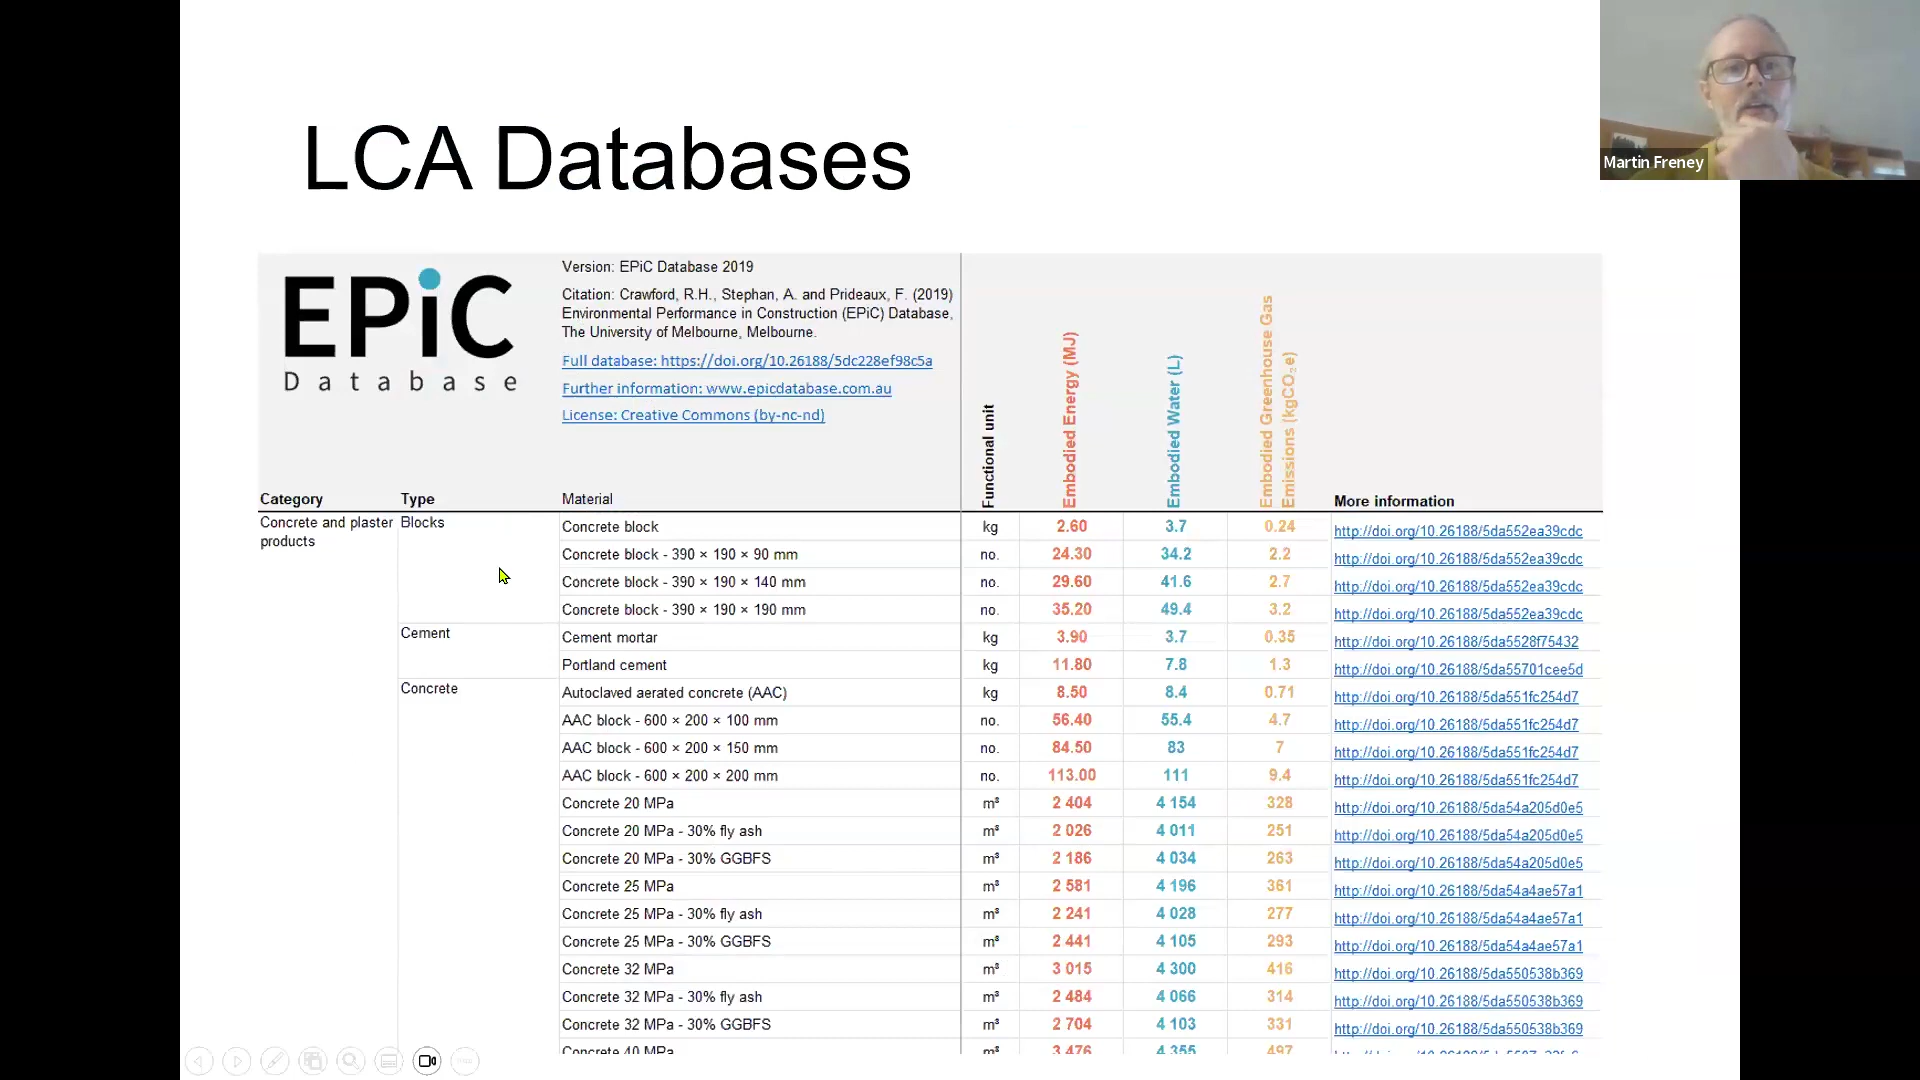 LCA Databases
Martin Freney
EPiC
Database
Version: EPiC Database 2019
Citation: Crawford, R.H., Stephan, A. and Prideaux, F. (2019)
Environmental Performance in Construction (EPiC) Database,
The University of Melbourne, Melbourne.
Full database: https://doi.org/10.26188/5dc228ef98c5a
Further information: www.epicdatabase.com.au
License: Creative Commons (by-nc-nd)
Category Type Material Functional unit Embodied Energy (MJ) Embodied Water (L) Embodied Greenhouse Gas Emissions (kgCO₂e) More information
Concrete and plaster products Blocks Concrete block kg 2.60 3.7 0.24 http://doi.org/10.26188/5da552ea39cdc
Concrete block - 390 × 190 × 90 mm no. 24.30 34.2 2.2 http://doi.org/10.26188/5da552ea39cdc
Concrete block - 390 × 190 × 140 mm no. 29.60 41.6 2.7 http://doi.org/10.26188/5da552ea39cdc
Concrete block - 390 × 190 × 190 mm no. 35.20 49.4 3.2 http://doi.org/10.26188/5da552ea39cdc
Cement Cement mortar kg 3.90 3.7 0.35 http://doi.org/10.26188/5da5528f75432
Portland cement kg 11.80 7.8 1.3 http://doi.org/10.26188/5da55701cee5d
Concrete Autoclaved aerated concrete (AAC) kg 8.50 8.4 0.71 http://doi.org/10.26188/5da551fc254d7
AAC block - 600 × 200 × 100 mm no. 56.40 55.4 4.7 http://doi.org/10.26188/5da551fc254d7
AAC block - 600 × 200 × 150 mm no. 84.50 83 7 http://doi.org/10.26188/5da551fc254d7
AAC block - 600 × 200 × 200 mm no. 113.00 111 9.4 http://doi.org/10.26188/5da551fc254d7
Concrete 20 MPa m³ 2 404 4 154 328 http://doi.org/10.26188/5da54a205d0e5
Concrete 20 MPa - 30% fly ash m³ 2 026 4 011 251 http://doi.org/10.26188/5da54a205d0e5
Concrete 20 MPa - 30% GGBFS m³ 2 186 4 034 263 http://doi.org/10.26188/5da54a205d0e5
Concrete 25 MPa m³ 2 581 4 196 361 http://doi.org/10.26188/5da54a4ae57a1
Concrete 25 MPa - 30% fly ash m³ 2 241 4 028 277 http://doi.org/10.26188/5da54a4ae57a1
Concrete 25 MPa - 30% GGBFS m³ 2 441 4 105 293 http://doi.org/10.26188/5da54a4ae57a1
Concrete 32 MPa m³ 3 015 4 300 416 http://doi.org/10.26188/5da550538b369
Concrete 32 MPa - 30% fly ash m³ 2 484 4 066 314 http://doi.org/10.26188/5da550538b369
Concrete 32 MPa - 30% GGBFS m³ 2 704 4 103 331 http://doi.org/10.26188/5da550538b369
Concrete 40 MPa m³ 3 476 4 355 497